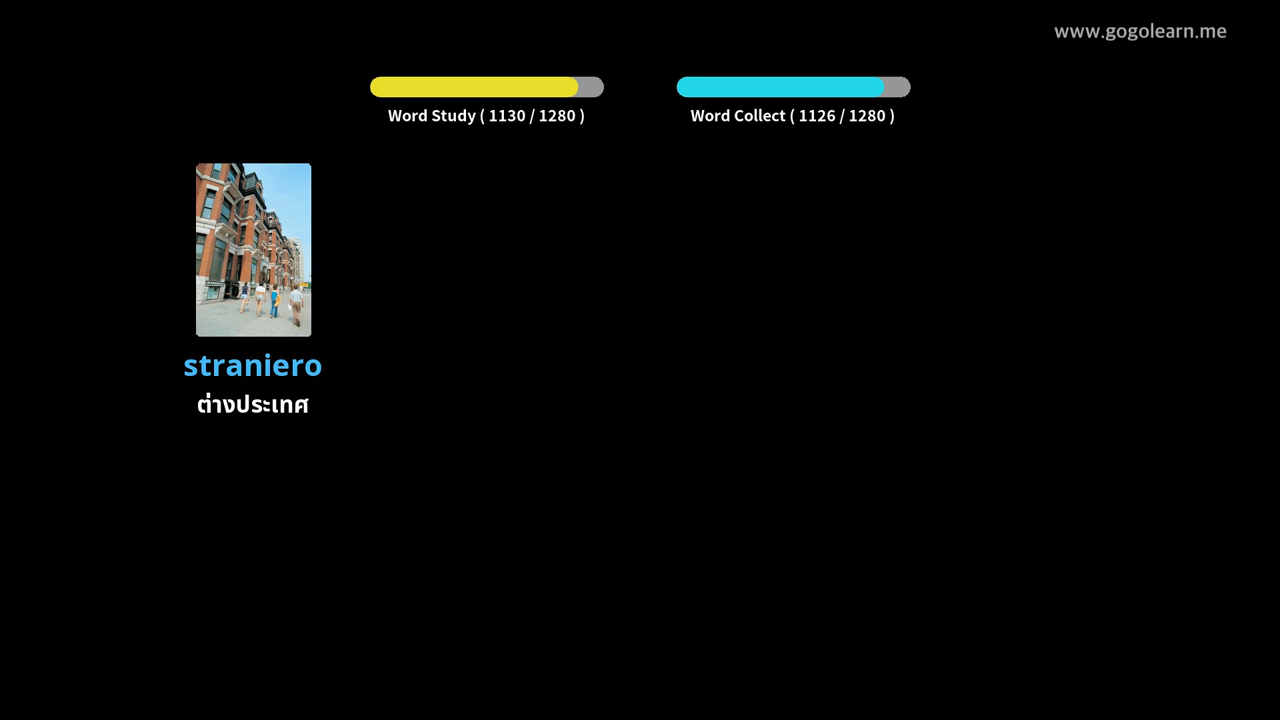 www.gogolearn.me
Word Study ( 1130 / 1280 )
Word Collect ( 1126 / 1280 )
straniero
ต่างประเทศ